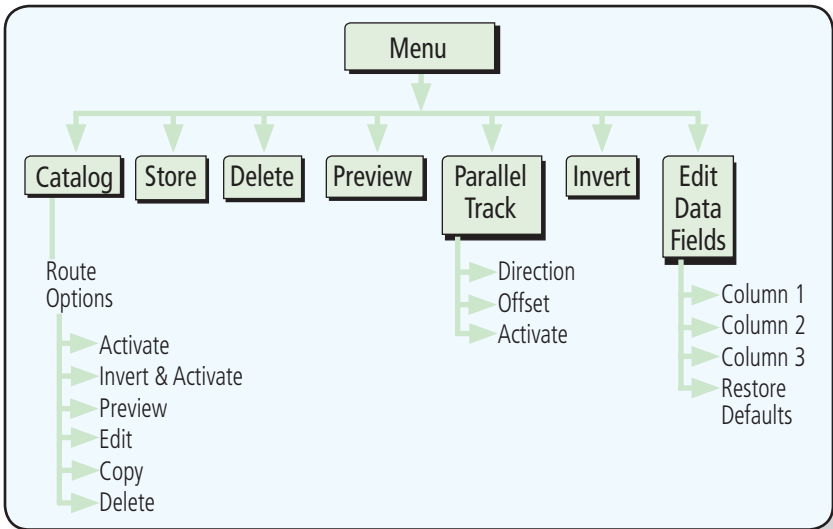 Menu
Catalog
Store
Delete
Preview
Parallel
Track
Invert
Edit
Data
Fields
Route
Options
Activate
Invert & Activate
Preview
Edit
Copy
Delete
Direction
Offset
Activate
Column 1
Column 2
Column 3
Restore
Defaults